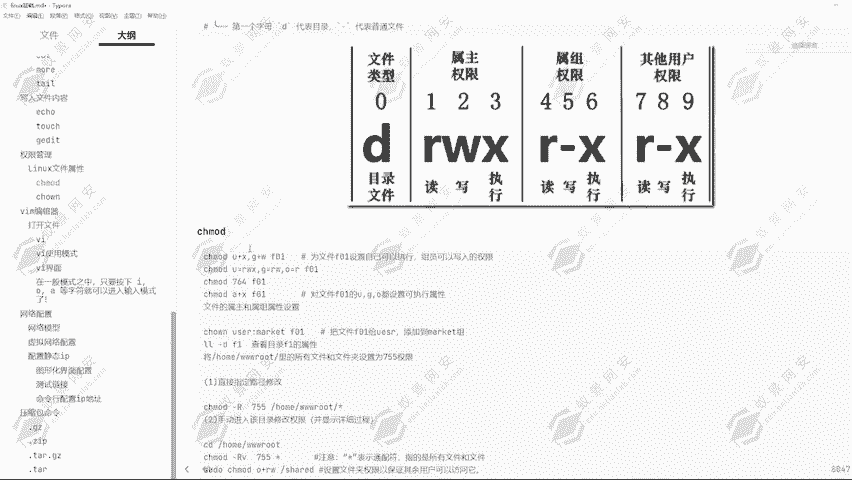 linux基础.md• - Typora
文件(F) 编辑(E) 段落(P) 格式(O) 视图(V) 主题(T) 帮助(H)
文件 大纲
more
tail
写入文件内容
echo
touch
gedit
权限管理
Linux文件属性
chmod
chown
vim编辑器
打开文件
vi
vi使用模式
vi界面
在一般模式之中，只要按下 i,
o, a 等字符就可以进入输入模式
了!
网络配置
网络模型
虚拟网络配置
配置静态ip
图形化界面配置
测试链接
命令行配置ip地址
压缩包命令
.gz
.zip
.tar.gz
.tar
# ╰── 第一个字符 `d` 代表目录，`-` 代表普通文件
文件 属主 属组 其他用户
类型 权限 权限 权限
0 1 2 3 4 5 6 7 8 9
d rwx r-x r-x
目录 读 写 执 读 写 执 读 写 执
文件 行 行 行
chmod
chmod u+x,g+w f01 # 为文件f01设置自己可以执行，组员可以写入的权限
chmod u=rwx,g=rw,o=r f01
chmod 764 f01
chmod a+x f01 # 对文件f01的u,g,o都设置可执行属性
文件的属主和属组属性设置
chown user:market f01 # 把文件f01给uesr，添加到market组
ll -d f1 查看目录f1的属性
将/home/wwwroot/里的所有文件和文件夹设置为755权限
(1)直接指定路径修改
chmod -R 755 /home/wwwroot/*
(2)手动进入该目录修改权限（并显示详细过程）
cd /home/wwwroot
chmod -Rv 755 * #注意：“*”表示通配符，指的是所有文件和文件
sudo chmod o+rw /shared #设置文件夹权限以保证其余用户可以访问它。
蚁景网安